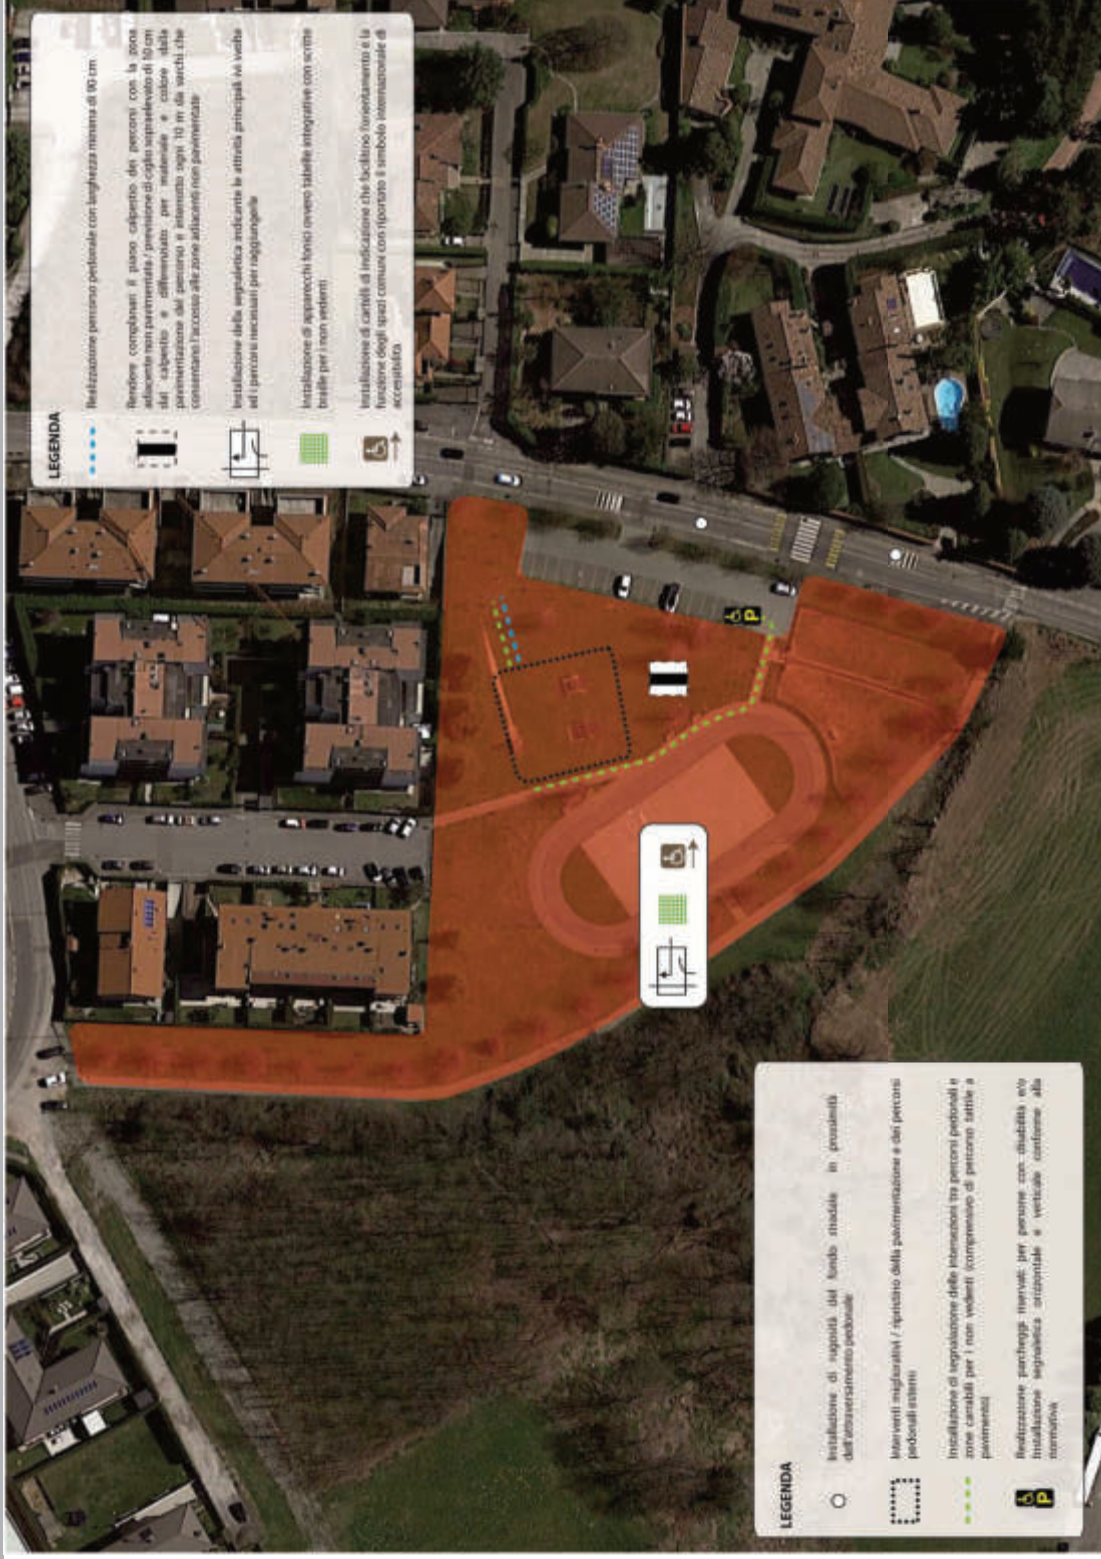 LEGENDA
Realizzazione percorso pedonale con larghezza minima di 90 cm
Rendere complanari il piano calpesto dei percorsi con la zona
adiacente non pavimentata / previsione di ciglio sopraelevato di 10 cm
dal calpestio e differenziato per materiale e colore dalla
pavimentazione del percorso e interrotto ogni 10 m da varchi che
consentano l'accesso alle zone adiacenti non pavimentate
Installazione della segnaletica indicante le attività principali ivi svolte
ed i percorsi necessari per raggiungerle
Installazione di apparecchi fonici ovvero tabelle integrative con scritte
braille per i non vedenti
Installazione di cartelli di indicazione che facilitino l'orientamento e la
funzione degli spazi comuni con riportato il simbolo internazionale di
accessibilità
P
LEGENDA
Installazione di rugosità del fondo stradale in prossimità
dell'attraversamento pedonale
Interventi migliorativi / ripristino della pavimentazione e dei percorsi
pedonali esterni
Installazione di segnalazione delle intersezioni tra percorsi pedonali e
zone carrabili per i non vedenti (comprensivo di percorso tattile a
pavimento)
P
Realizzazione parcheggi riservati per persone con disabilità e/o
installazione segnaletica orizzontale e verticale conforme alla
normativa